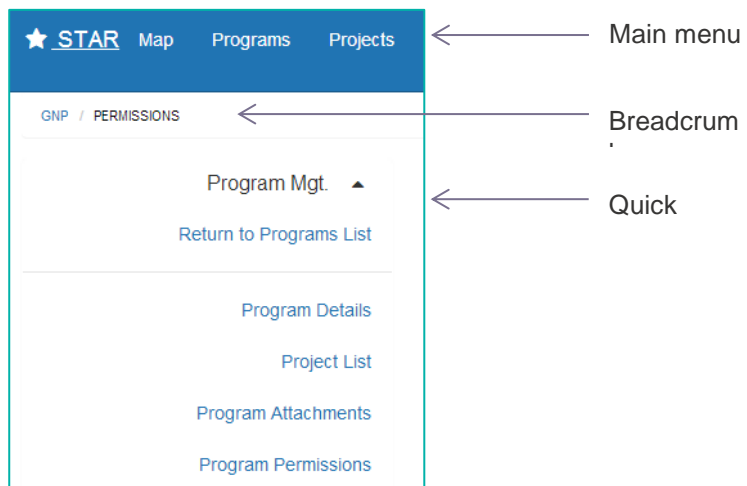 ★ STAR Map Programs Projects
Main menu
GNP / PERMISSIONS
Breadcrum
Program Mgt. ▲
Quick
Return to Programs List
Program Details
Project List
Program Attachments
Program Permissions